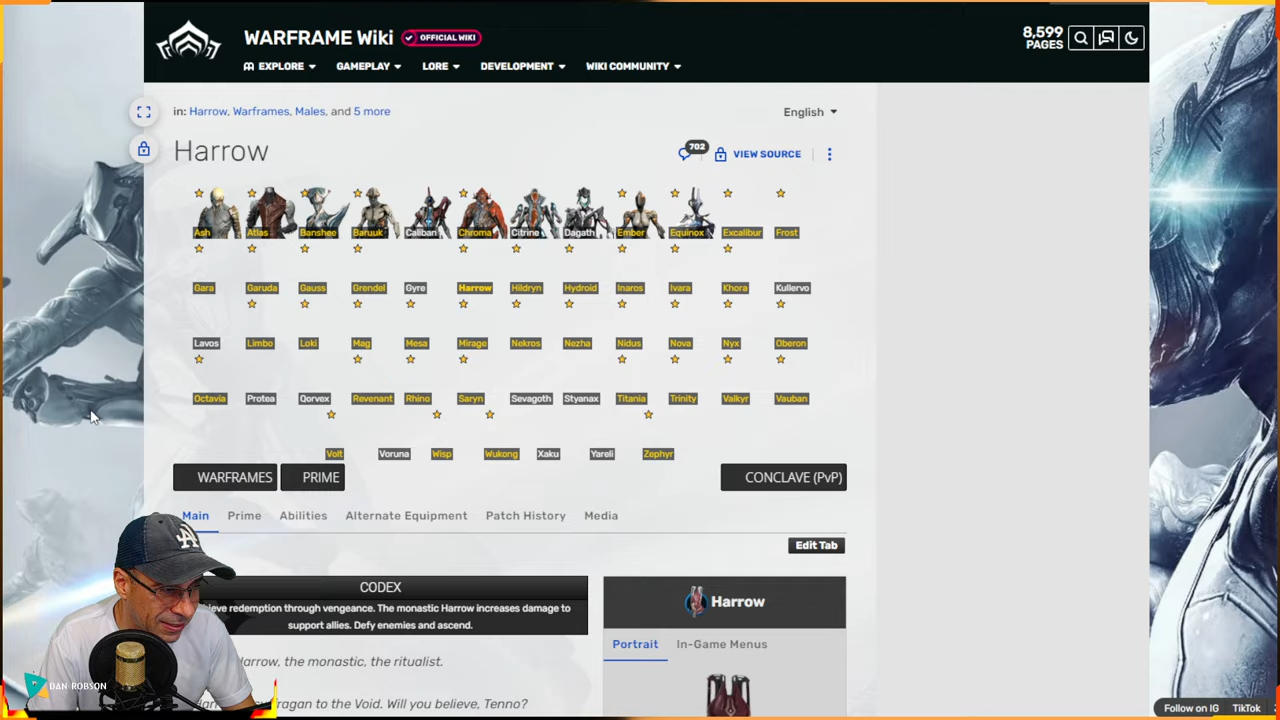 WARFRAME Wiki OFFICIAL WIKI
8,599 PAGES
EXPLORE GAMEPLAY LORE DEVELOPMENT WIKI COMMUNITY
in: Harrow, Warframes, Males, and 5 more
English
Harrow
702 VIEW SOURCE
Ash Atlas Banshee Baruuk Caliban Chroma Citrine Dagath Ember Equinox Excalibur Frost
Gara Garuda Gauss Grendel Gyre Harrow Hildryn Hydroid Inaros Ivara Khora Kullervo
Lavos Limbo Loki Mag Mesa Mirage Nekros Nezha Nidus Nova Nyx Oberon
Octavia Protea Qorvex Revenant Rhino Saryn Sevagoth Styanax Titania Trinity Valkyr Vauban
Volt Voruna Wisp Wukong Xaku Yareli Zephyr
WARFRAMES PRIME CONCLAVE (PvP)
Main Prime Abilities Alternate Equipment Patch History Media
Edit Tab
CODEX
redemption through vengeance. The monastic Harrow increases damage to
support allies. Defy enemies and ascend.
Harrow
Portrait In-Game Menus
the monastic, the ritualist.
to the Void. Will you believe, Tenno?
DAN ROBSON
Follow on IG TikTok